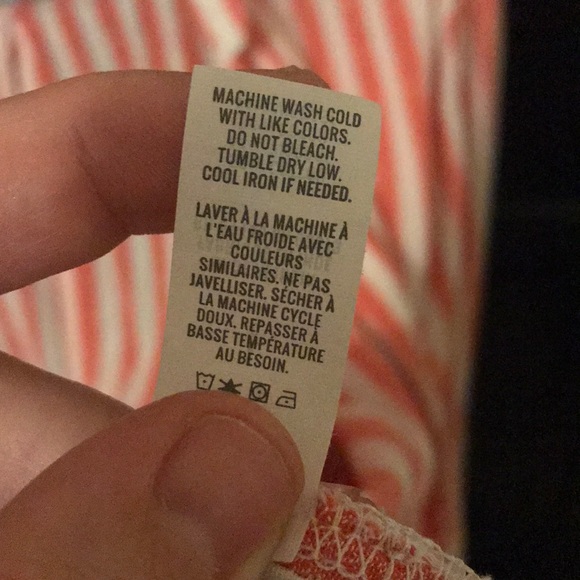 MACHINE WASH COLD
WITH LIKE COLORS.
DO NOT BLEACH.
TUMBLE DRY LOW.
COOL IRON IF NEEDED.
LAVER À LA MACHINE À
L'EAU FROIDE AVEC
COULEURS
SIMILAIRES. NE PAS
JAVELLISER. SÉCHER À
LA MACHINE CYCLE
DOUX. REPASSER À
BASSE TEMPÉRATURE
AU BESOIN.